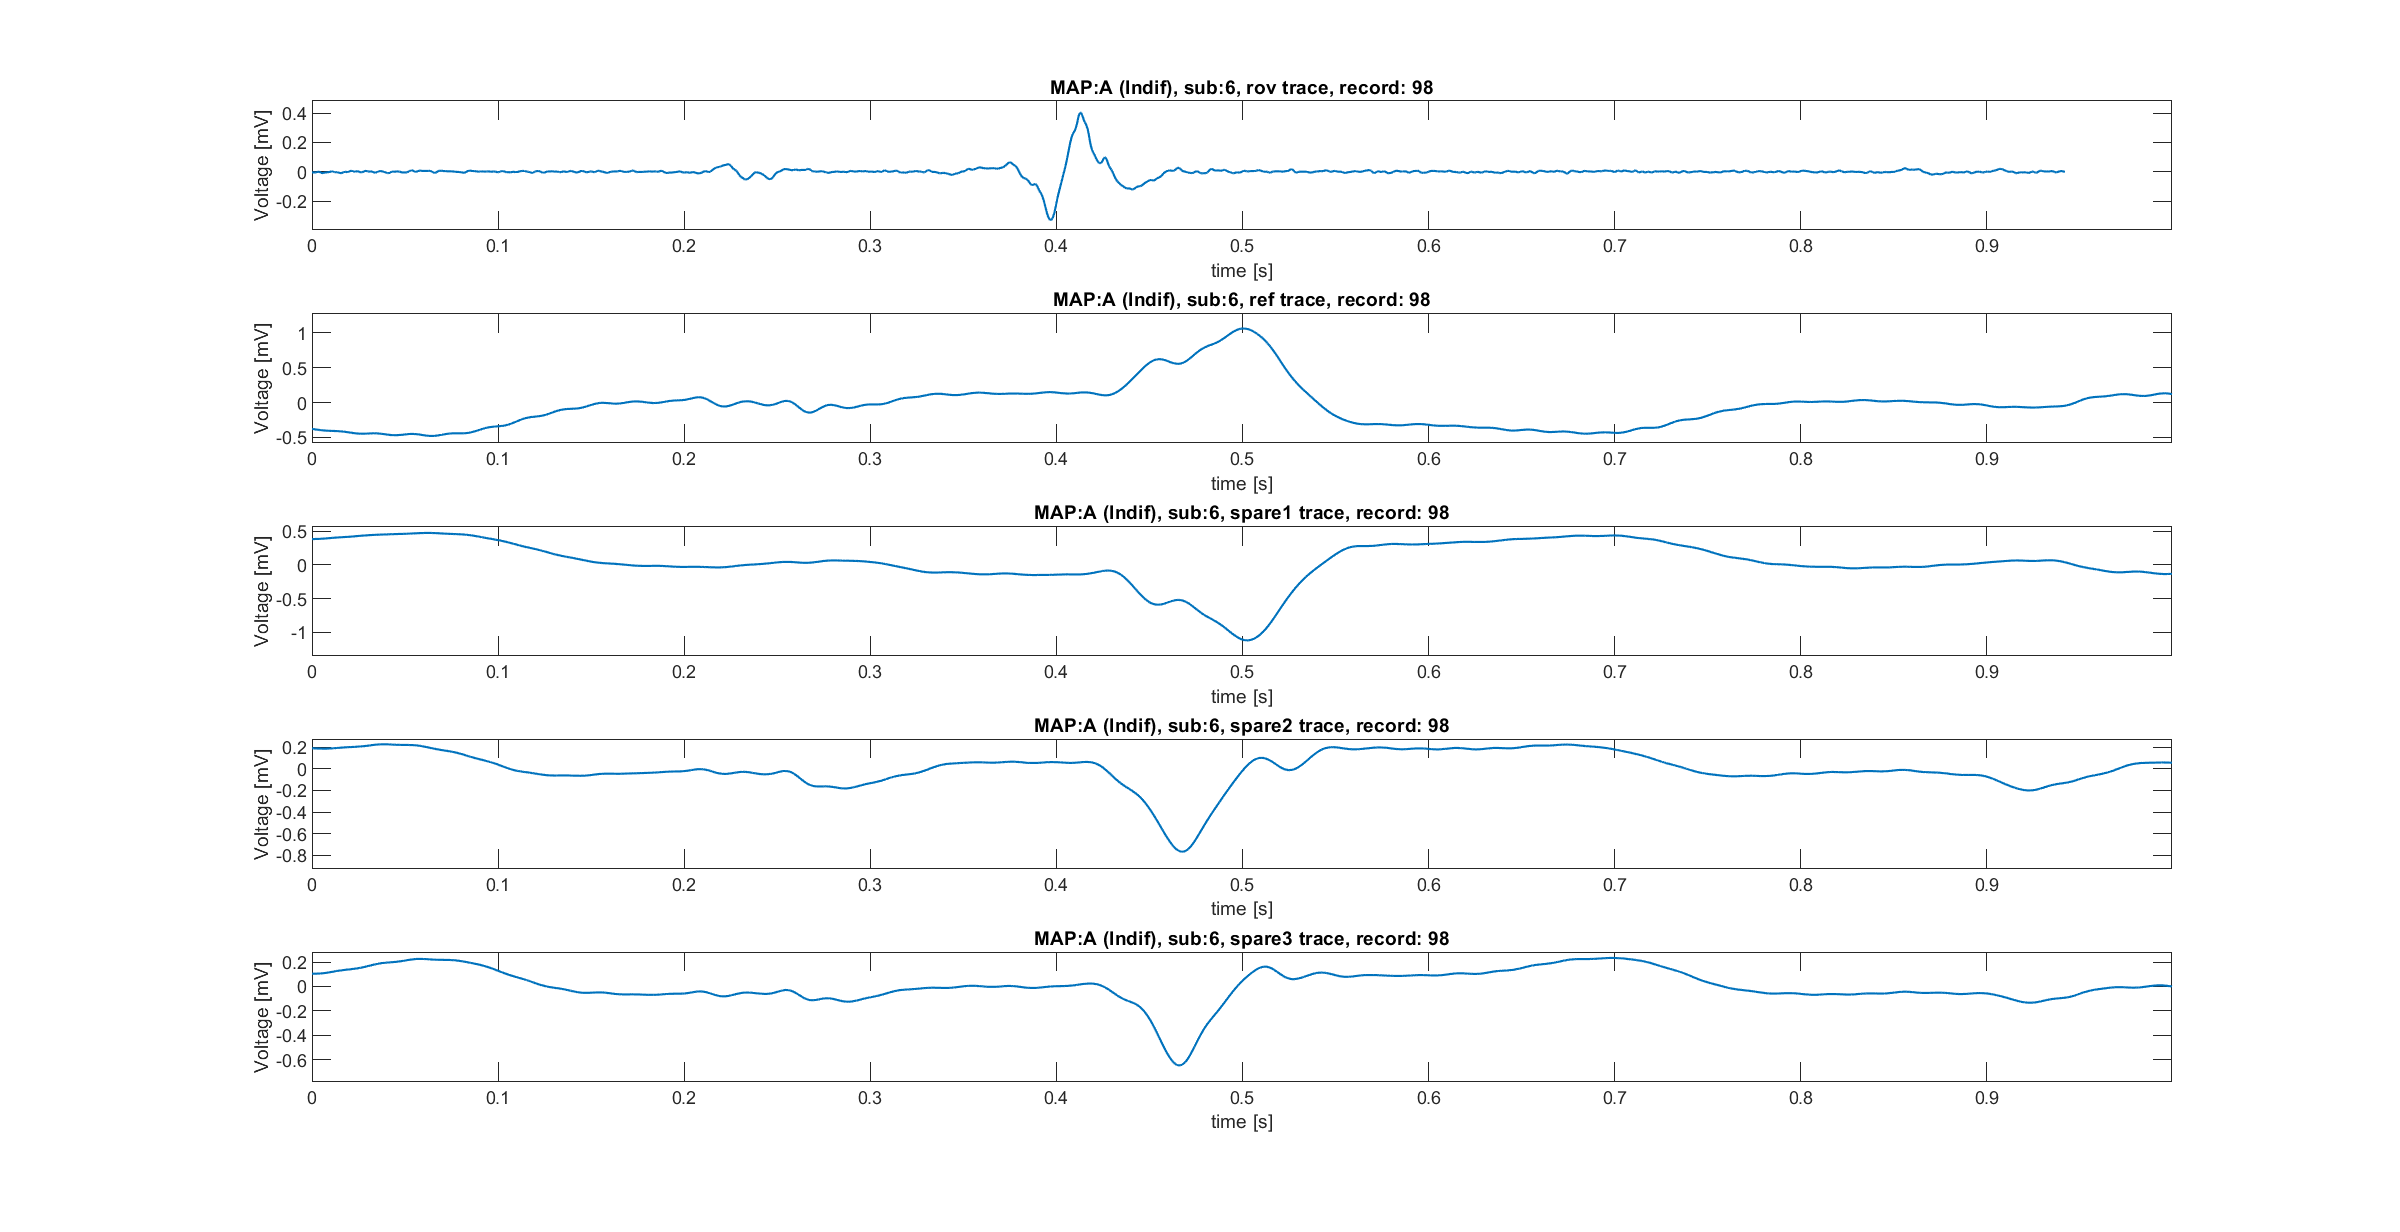 MAP:A (Indif), sub:6, rov trace, record: 98
Voltage [mV]
0.4
0.2
0
-0.2
0 0.1 0.2 0.3 0.4 0.5 0.6 0.7 0.8 0.9
time [s]
MAP:A (Indif), sub:6, ref trace, record: 98
Voltage [mV]
1
0.5
0
-0.5
0 0.1 0.2 0.3 0.4 0.5 0.6 0.7 0.8 0.9
time [s]
MAP:A (Indif), sub:6, spare1 trace, record: 98
Voltage [mV]
0.5
0
-0.5
-1
0 0.1 0.2 0.3 0.4 0.5 0.6 0.7 0.8 0.9
time [s]
MAP:A (Indif), sub:6, spare2 trace, record: 98
Voltage [mV]
0.2
0
-0.2
-0.4
-0.6
-0.8
0 0.1 0.2 0.3 0.4 0.5 0.6 0.7 0.8 0.9
time [s]
MAP:A (Indif), sub:6, spare3 trace, record: 98
Voltage [mV]
0.2
0
-0.2
-0.4
-0.6
0 0.1 0.2 0.3 0.4 0.5 0.6 0.7 0.8 0.9
time [s]